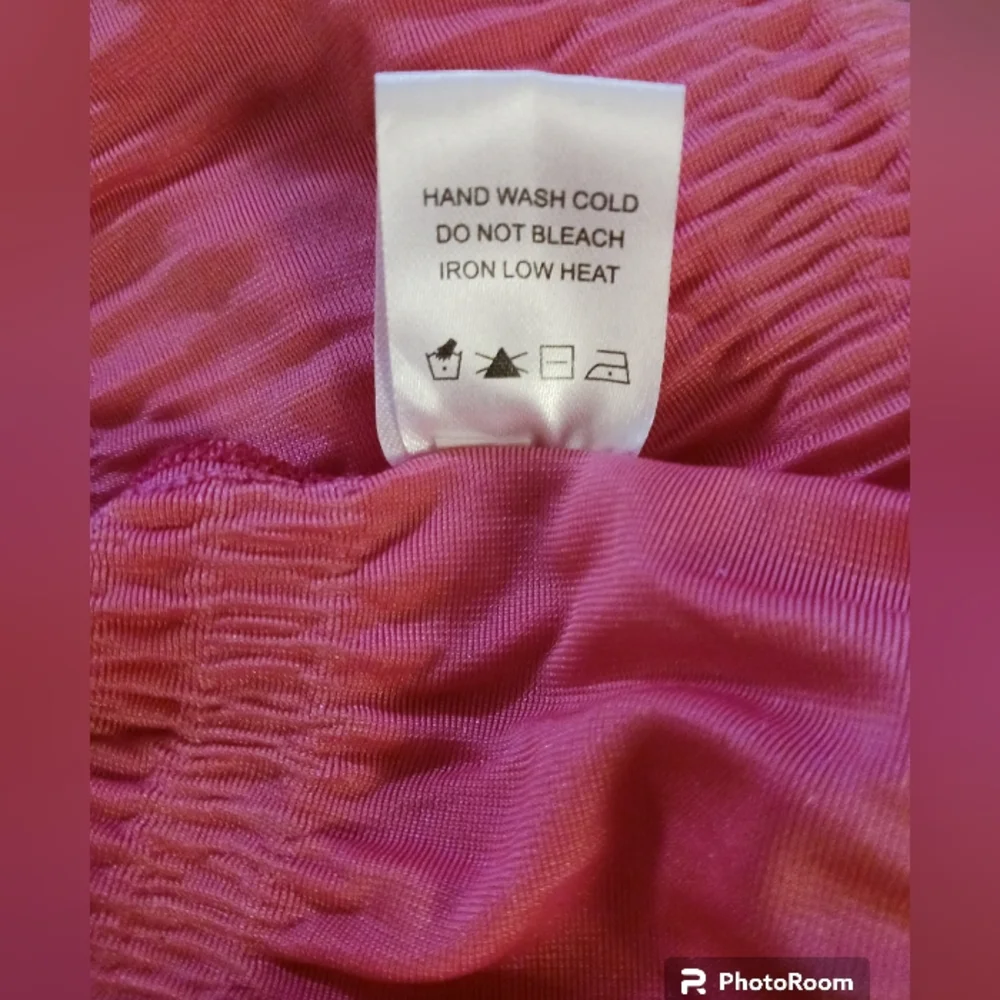 HAND WASH COLD
DO NOT BLEACH
IRON LOW HEAT
PhotoRoom